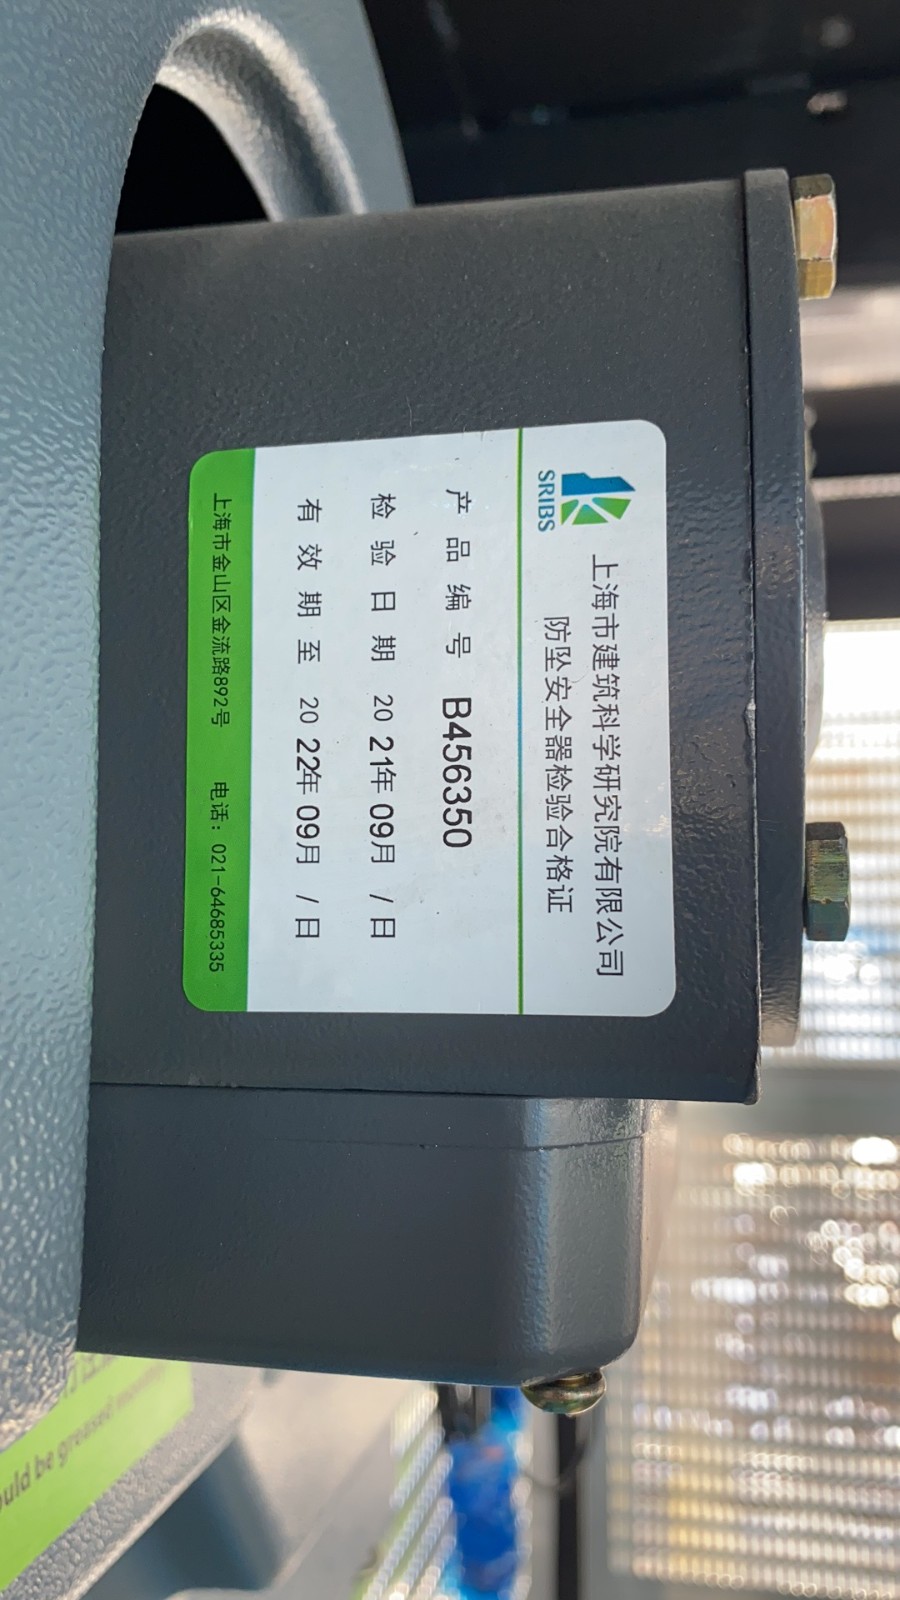 SRIBS
上海市建筑科学研究院有限公司
防坠安全器检验合格证
产品编号 B456350
检验日期 2021年09月 / 日
有效期至 2022年09月 / 日
上海市金山区金流路892号 电话：021-64685335
uld be greased